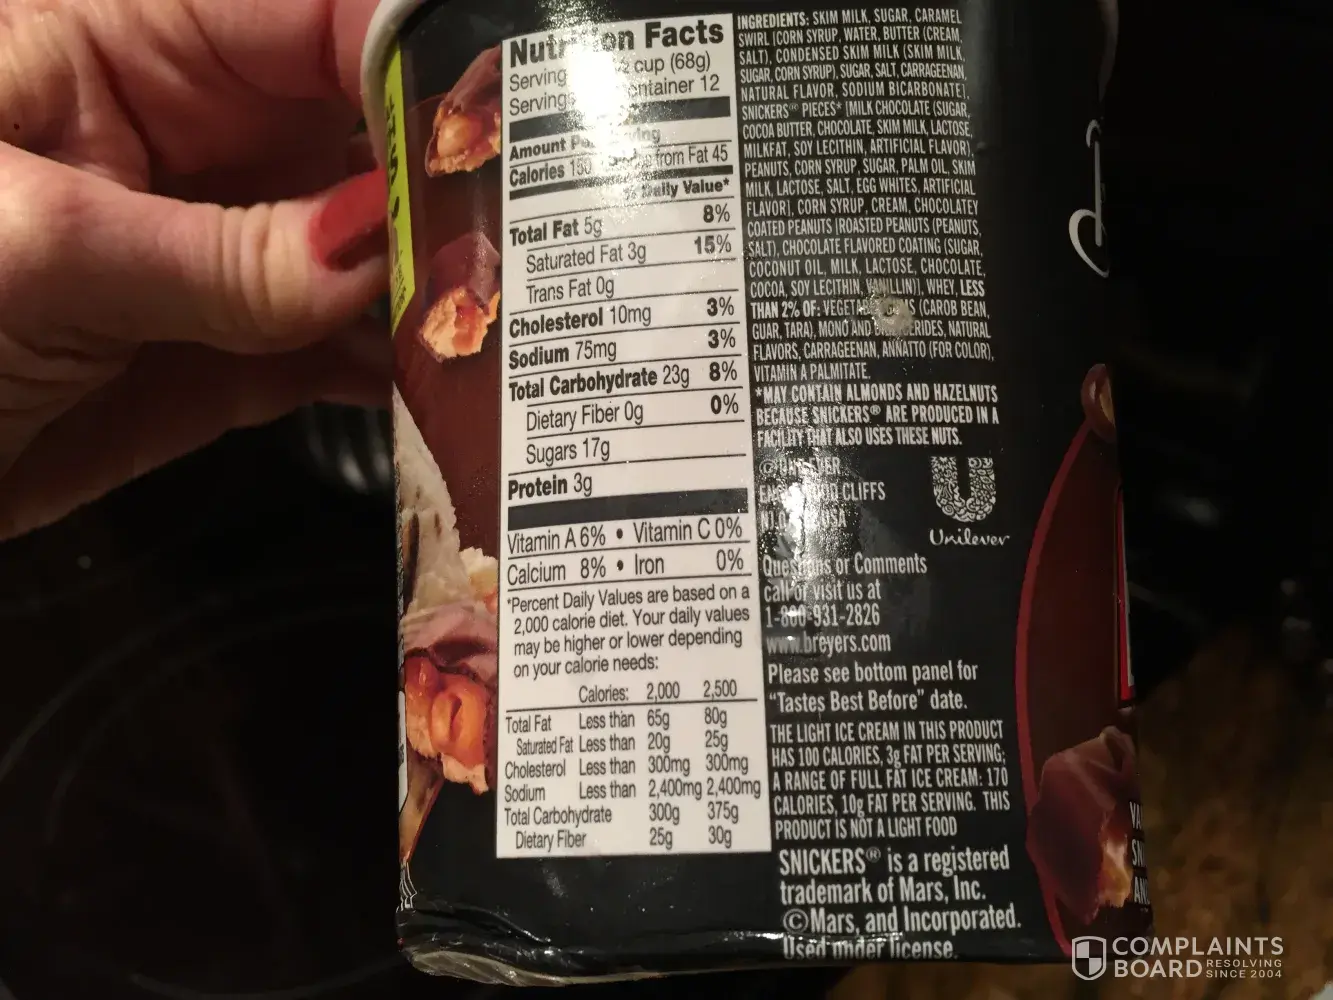 Nutrition Facts
Serving ½ cup (68g)
Servings Container 12
Amount Per Serving
Calories 150 from Fat 45
% Daily Value*
Total Fat 5g 8%
Saturated Fat 3g 15%
Trans Fat 0g
Cholesterol 10mg 3%
Sodium 75mg 3%
Total Carbohydrate 23g 8%
Dietary Fiber 0g 0%
Sugars 17g
Protein 3g
Vitamin A 6% • Vitamin C 0%
Calcium 8% • Iron 0%
*Percent Daily Values are based on a
2,000 calorie diet. Your daily values
may be higher or lower depending
on your calorie needs:
Calories: 2,000 2,500
Total Fat Less than 65g 80g
Saturated Fat Less than 20g 25g
Cholesterol Less than 300mg 300mg
Sodium Less than 2,400mg 2,400mg
Total Carbohydrate 300g 375g
Dietary Fiber 25g 30g
INGREDIENTS: SKIM MILK, SUGAR, CARAMEL
SWIRL [CORN SYRUP, WATER, BUTTER (CREAM,
SALT), CONDENSED SKIM MILK (SKIM MILK,
SUGAR, CORN SYRUP), SUGAR, SALT, CARRAGEENAN,
NATURAL FLAVOR, SODIUM BICARBONATE],
SNICKERS® PIECES* [MILK CHOCOLATE (SUGAR,
COCOA BUTTER, CHOCOLATE, SKIM MILK, LACTOSE,
MILKFAT, SOY LECITHIN, ARTIFICIAL FLAVOR)
PEANUTS, CORN SYRUP, SUGAR, PALM OIL, SKIM
MILK, LACTOSE, SALT, EGG WHITES, ARTIFICIAL
FLAVOR], CORN SYRUP, CREAM, CHOCOLATEY
COATED PEANUTS [ROASTED PEANUTS (PEANUTS,
SALT), CHOCOLATE FLAVORED COATING (SUGAR,
COCONUT OIL, MILK, LACTOSE, CHOCOLATE,
COCOA, SOY LECITHIN, VANILLIN)], WHEY, LESS
THAN 2% OF: VEGETABLE GUMS (CAROB BEAN,
GUAR, TARA), MONO AND DIGLYCERIDES, NATURAL
FLAVORS, CARRAGEENAN, ANNATTO (FOR COLOR),
VITAMIN A PALMITATE.
*MAY CONTAIN ALMONDS AND HAZELNUTS
BECAUSE SNICKERS® ARE PRODUCED IN A
FACILITY THAT ALSO USES THESE NUTS.
©UNILEVER
ENGLEWOOD CLIFFS
USA
Unilever
Questions or Comments
call or visit us at
1-800-931-2826
www.breyers.com
Please see bottom panel for
"Tastes Best Before" date.
THE LIGHT ICE CREAM IN THIS PRODUCT
HAS 100 CALORIES, 3g FAT PER SERVING;
A RANGE OF FULL FAT ICE CREAM: 170
CALORIES, 10g FAT PER SERVING. THIS
PRODUCT IS NOT A LIGHT FOOD
SNICKERS® is a registered
trademark of Mars, Inc.
©Mars, and Incorporated.
Used under license.
COMPLAINTS
BOARD RESOLVING
SINCE 2004